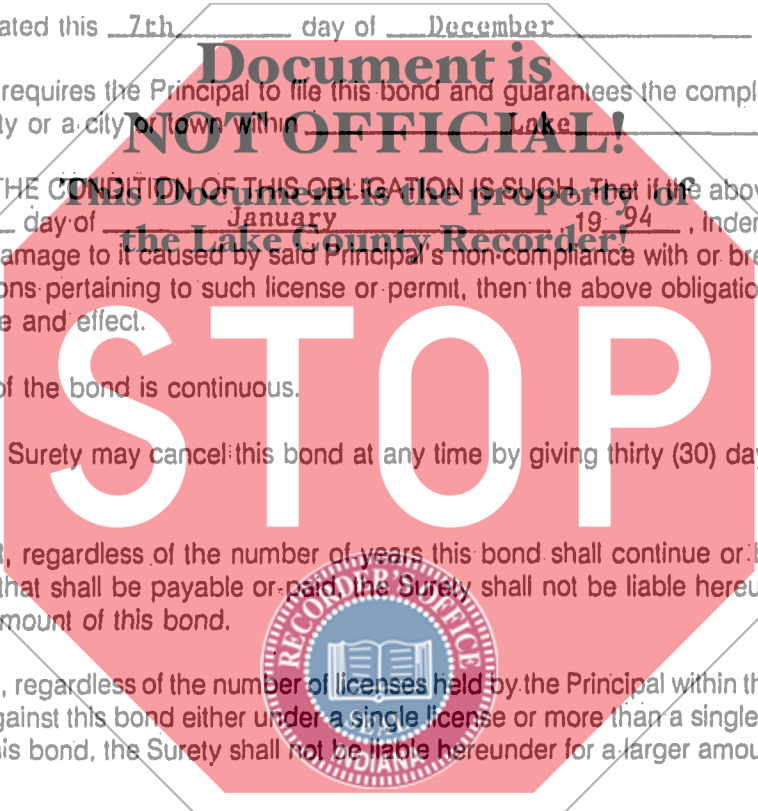 ated this 7th day of December
Document is
requires the Principal to file this bond and guarantees the compl
ty or a city or town within Lake
NOT OFFICIAL!
THE CONDITION OF THIS OBLIGATION IS SUCH, That if the abov
This Document is the property of
day of January 19 94 , Inder
the Lake County Recorder!
amage to it caused by said Principal's non-compliance with or bre
ons pertaining to such license or permit, then the above obligatio
e and effect.
STOP
of the bond is continuous.
Surety may cancel this bond at any time by giving thirty (30) day
R, regardless of the number of years this bond shall continue or b
that shall be payable or paid, the Surety shall not be liable hereu
mount of this bond.
RECORDER'S OFFICE
, regardless of the number of licenses held by the Principal within th
gainst this bond either under a single license or more than a single
is bond, the Surety shall not be liable hereunder for a larger amou
INDIANA